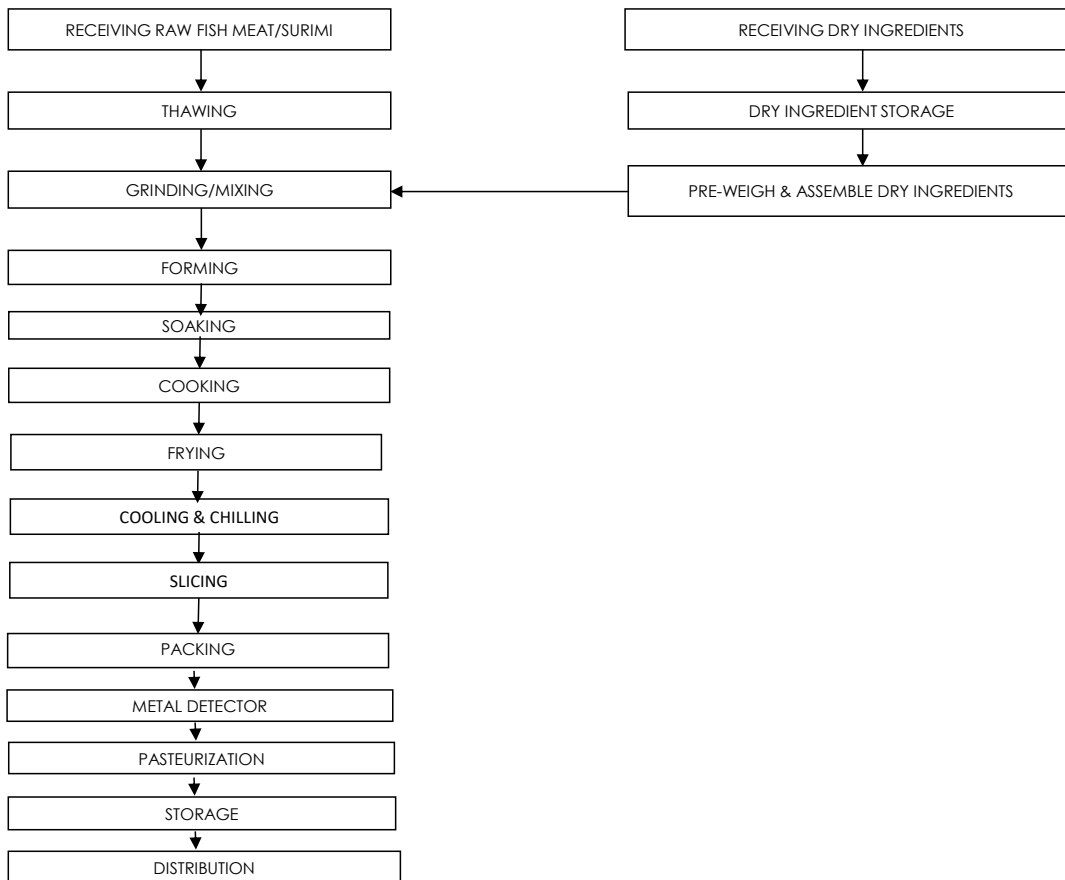 RECEIVING RAW FISH MEAT/SURIMI
RECEIVING DRY INGREDIENTS
THAWING
DRY INGREDIENT STORAGE
GRINDING/MIXING
PRE-WEIGH & ASSEMBLE DRY INGREDIENTS
FORMING
SOAKING
COOKING
FRYING
COOLING & CHILLING
SLICING
PACKING
METAL DETECTOR
PASTEURIZATION
STORAGE
DISTRIBUTION